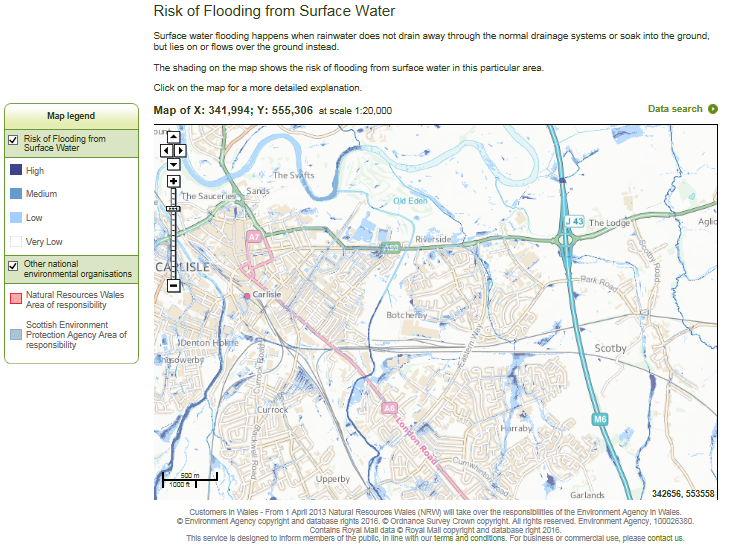 Risk of Flooding from Surface Water
Surface water flooding happens when rainwater does not drain away through the normal drainage systems or soak into the ground,
but lies on or flows over the ground instead.
The shading on the map shows the risk of flooding from surface water in this particular area.
Click on the map for a more detailed explanation.
Map of X: 341,994; Y: 555,306 at scale 1:20,000
Data search
Map legend
Risk of Flooding from
Surface Water
High
Medium
Low
Very Low
Other national
environmental organisations
Natural Resources Wales
Area of responsibility
Scottish Environment
Protection Agency Area of
responsibility
The Swifts
Sands
The Sauceries
Old Eden
J 43
The Lodge
A7
Riverside
CARLISLE
Park Road
Carlisle
Botcherby
Denton Holme
Scotby
A6
M6
Currock
London Road
Harraby
Upperby
Garlands
500 m
1000 ft
342656, 553558
Customers in Wales - From 1 April 2013 Natural Resources Wales (NRW) will take over the responsibilities of the Environment Agency in Wales.
© Environment Agency copyright and database rights 2016. © Ordnance Survey Crown copyright. All rights reserved. Environment Agency, 100026380.
Contains Royal Mail data © Royal Mail copyright and database right 2016.
This service is designed to inform members of the public, in line with our terms and conditions. For business or commercial use, please contact us.